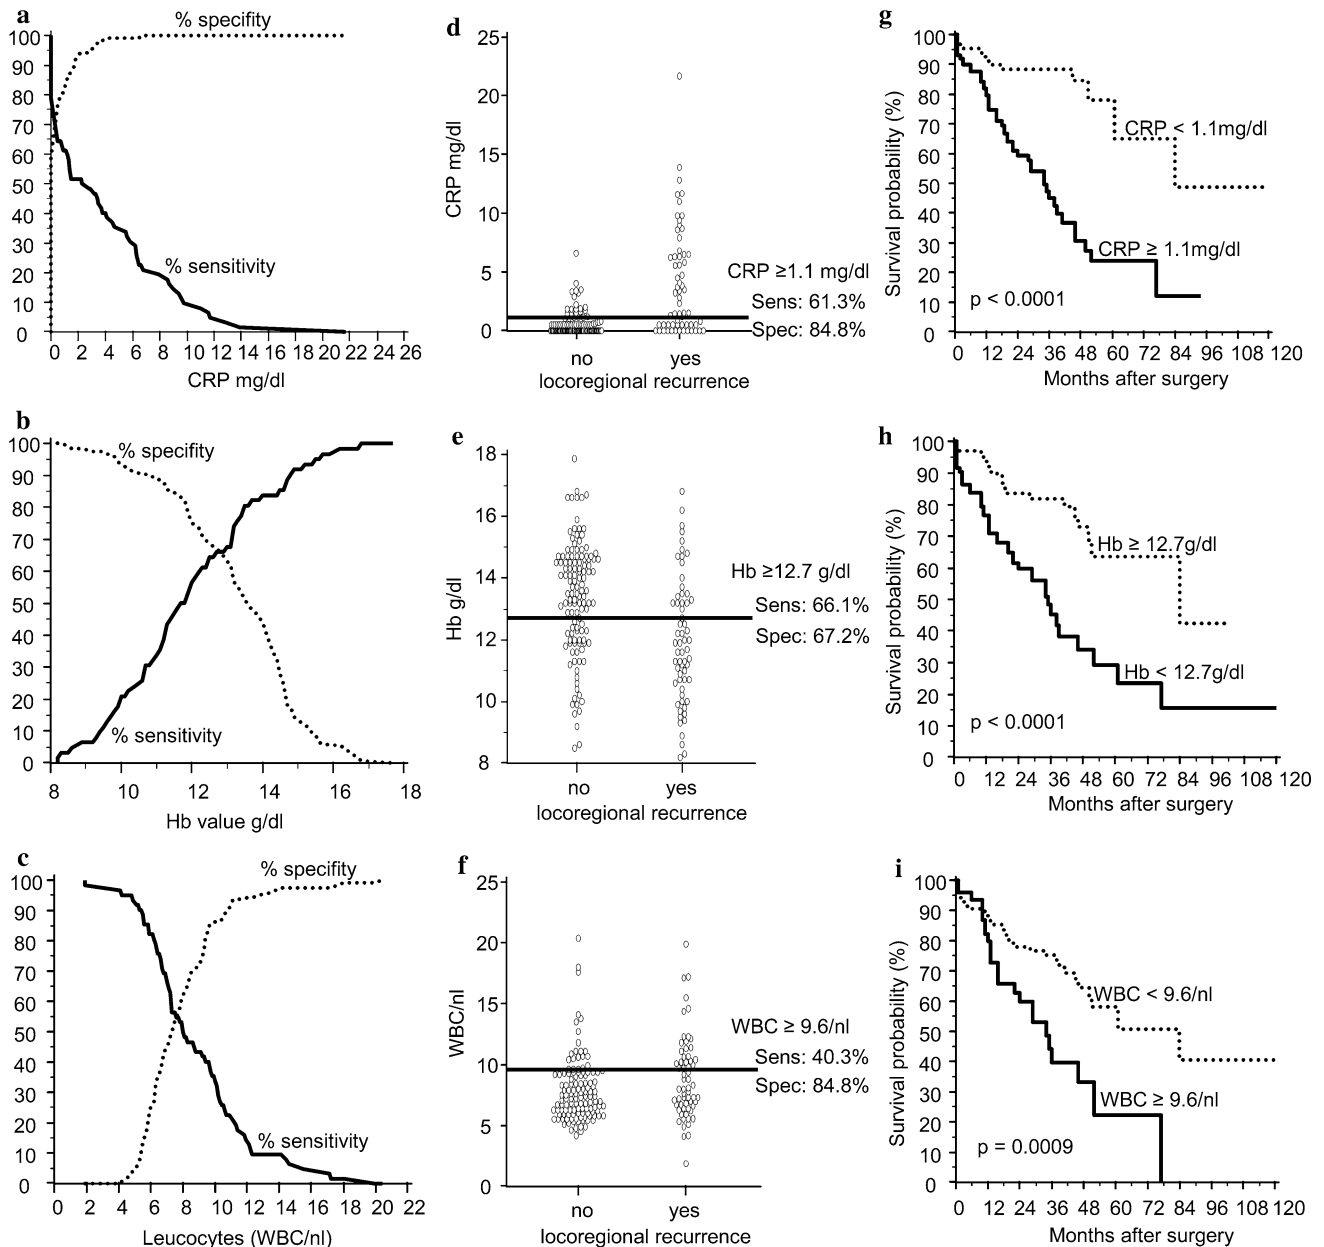 a
% specifity
100
90
80
70
60
50
40
30
20
10
0
% sensitivity
0 2 4 6 8 10 12 14 16 18 20 22 24 26
CRP mg/dl
d
25
20
15
10
5
0
CRP mg/dl
CRP ≥1.1 mg/dl
Sens: 61.3%
Spec: 84.8%
no yes
locoregional recurrence
g
100
90
80
70
60
50
40
30
20
10
0
Survival probability (%)
CRP < 1.1mg/dl
CRP ≥ 1.1mg/dl
p < 0.0001
0 12 24 36 48 60 72 84 96 108 120
Months after surgery
b
100
90
80
70
60
50
40
30
20
10
0
% specifity
% sensitivity
8 10 12 14 16 18
Hb value g/dl
e
18
16
14
12
10
8
Hb g/dl
Hb ≥12.7 g/dl
Sens: 66.1%
Spec: 67.2%
no yes
locoregional recurrence
h
100
90
80
70
60
50
40
30
20
10
0
Survival probability (%)
Hb ≥ 12.7g/dl
Hb < 12.7g/dl
p < 0.0001
0 12 24 36 48 60 72 84 96 108 120
Months after surgery
c
% specifity
100
90
80
70
60
50
40
30
20
10
0
% sensitivity
0 2 4 6 8 10 12 14 16 18 20 22
Leucocytes (WBC/nl)
f
25
20
15
10
5
0
WBC/nl
WBC ≥ 9.6/nl
Sens: 40.3%
Spec: 84.8%
no yes
locoregional recurrence
i
100
90
80
70
60
50
40
30
20
10
0
Survival probability (%)
WBC < 9.6/nl
WBC ≥ 9.6/nl
p = 0.0009
0 12 24 36 48 60 72 84 96 108 120
Months after surgery